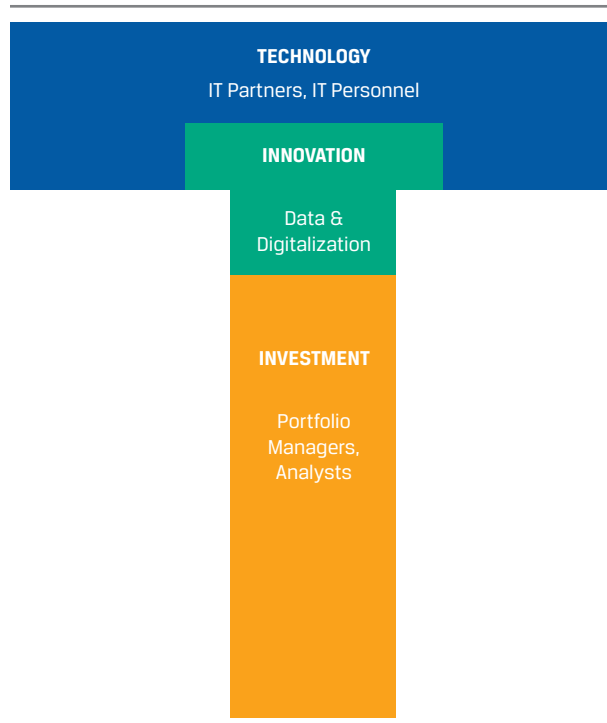 TECHNOLOGY
IT Partners, IT Personnel
INNOVATION
Data &
Digitalization
INVESTMENT
Portfolio
Managers,
Analysts